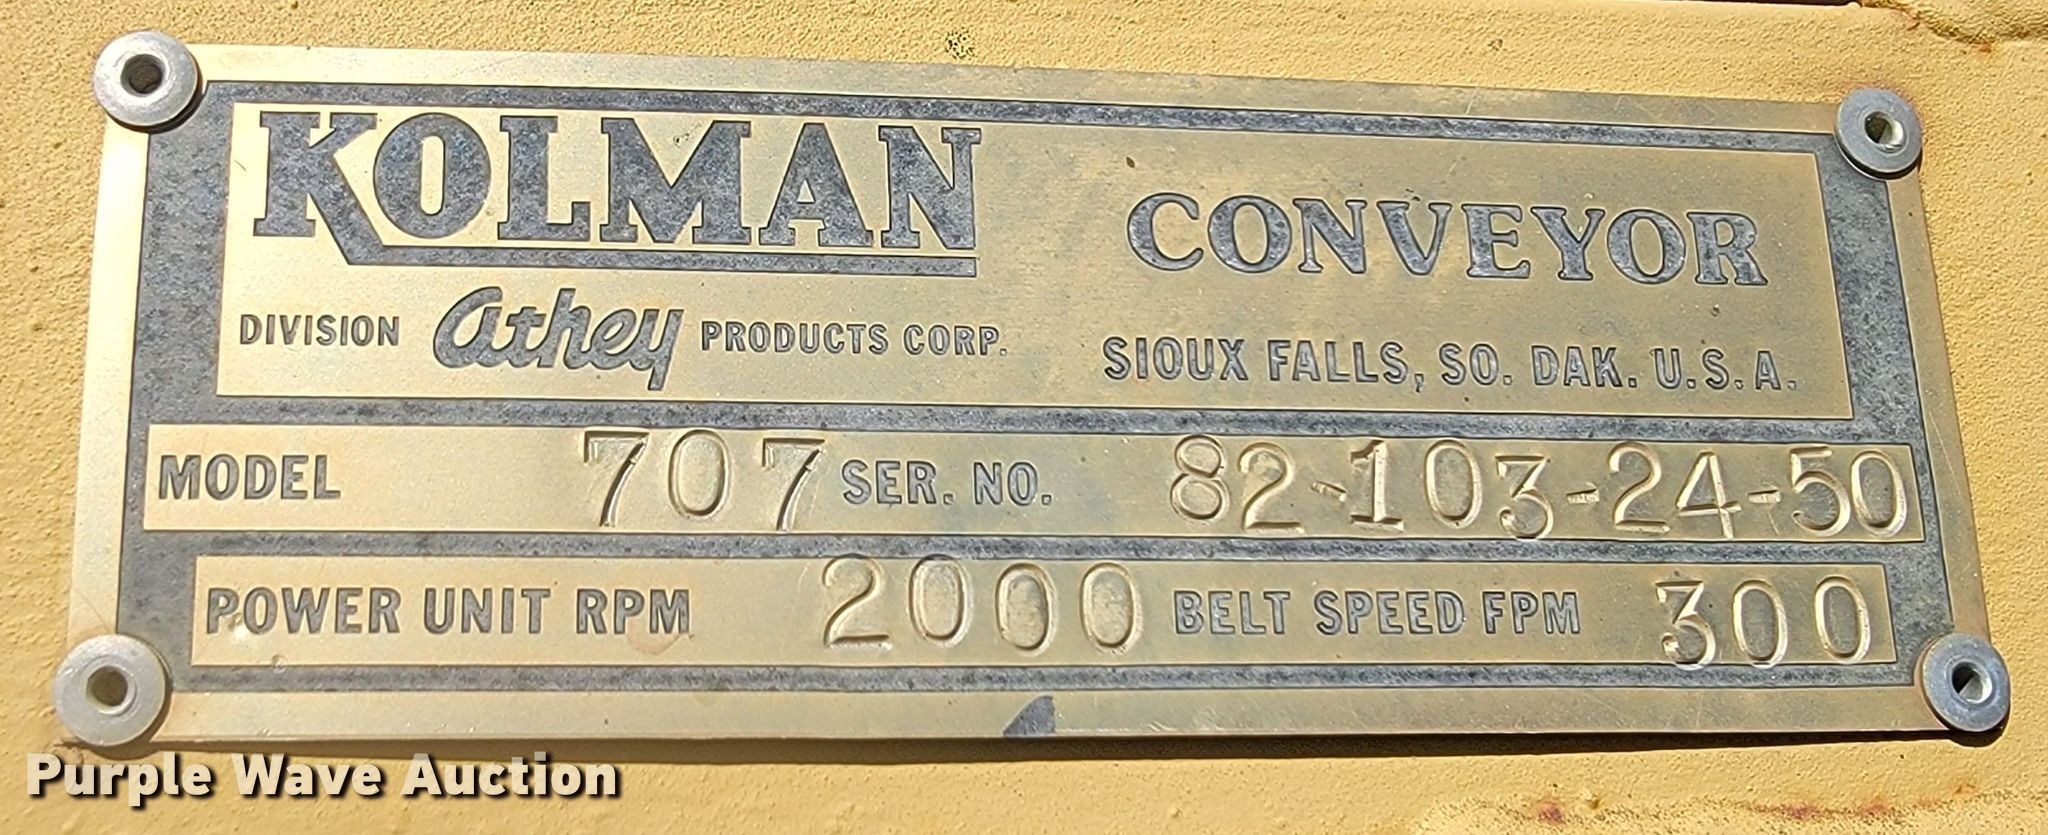 KOLMAN CONVEYOR
DIVISION athey PRODUCTS CORP. SIOUX FALLS, SO. DAK. U.S.A.
MODEL 707 SER. NO. 82-103-24-50
POWER UNIT RPM 2000 BELT SPEED FPM 300
Purple Wave Auction